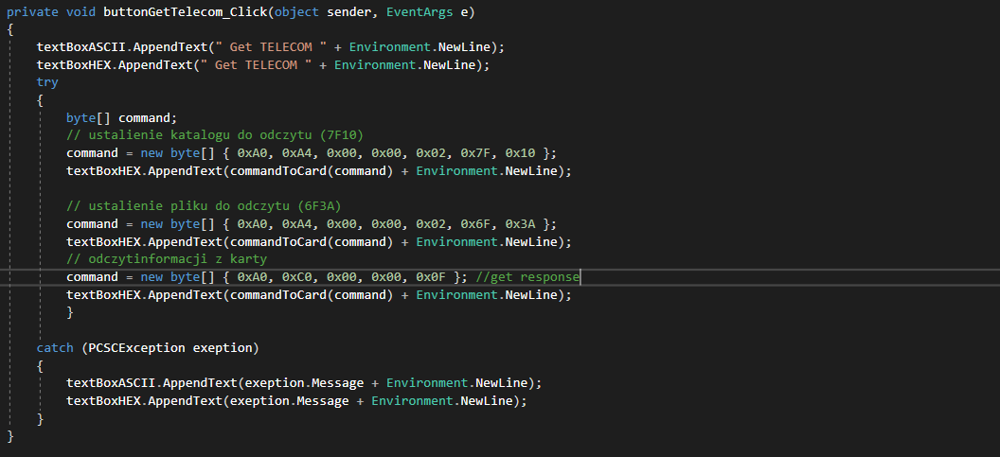 private void buttonGetTelecom_Click(object sender, EventArgs e)
{
textBoxASCII.AppendText(" Get TELECOM " + Environment.NewLine);
textBoxHEX.AppendText(" Get TELECOM " + Environment.NewLine);
try
{
byte[] command;
// ustalienie katalogu do odczytu (7F10)
command = new byte[] { 0xA0, 0xA4, 0x00, 0x00, 0x02, 0x7F, 0x10 };
textBoxHEX.AppendText(commandToCard(command) + Environment.NewLine);
// ustalienie pliku do odczytu (6F3A)
command = new byte[] { 0xA0, 0xA4, 0x00, 0x00, 0x02, 0x6F, 0x3A };
textBoxHEX.AppendText(commandToCard(command) + Environment.NewLine);
// odczytinformacji z karty
command = new byte[] { 0xA0, 0xC0, 0x00, 0x00, 0x0F }; //get response
textBoxHEX.AppendText(commandToCard(command) + Environment.NewLine);
}
catch (PCSCException exeption)
{
textBoxASCII.AppendText(exeption.Message + Environment.NewLine);
textBoxHEX.AppendText(exeption.Message + Environment.NewLine);
}
}